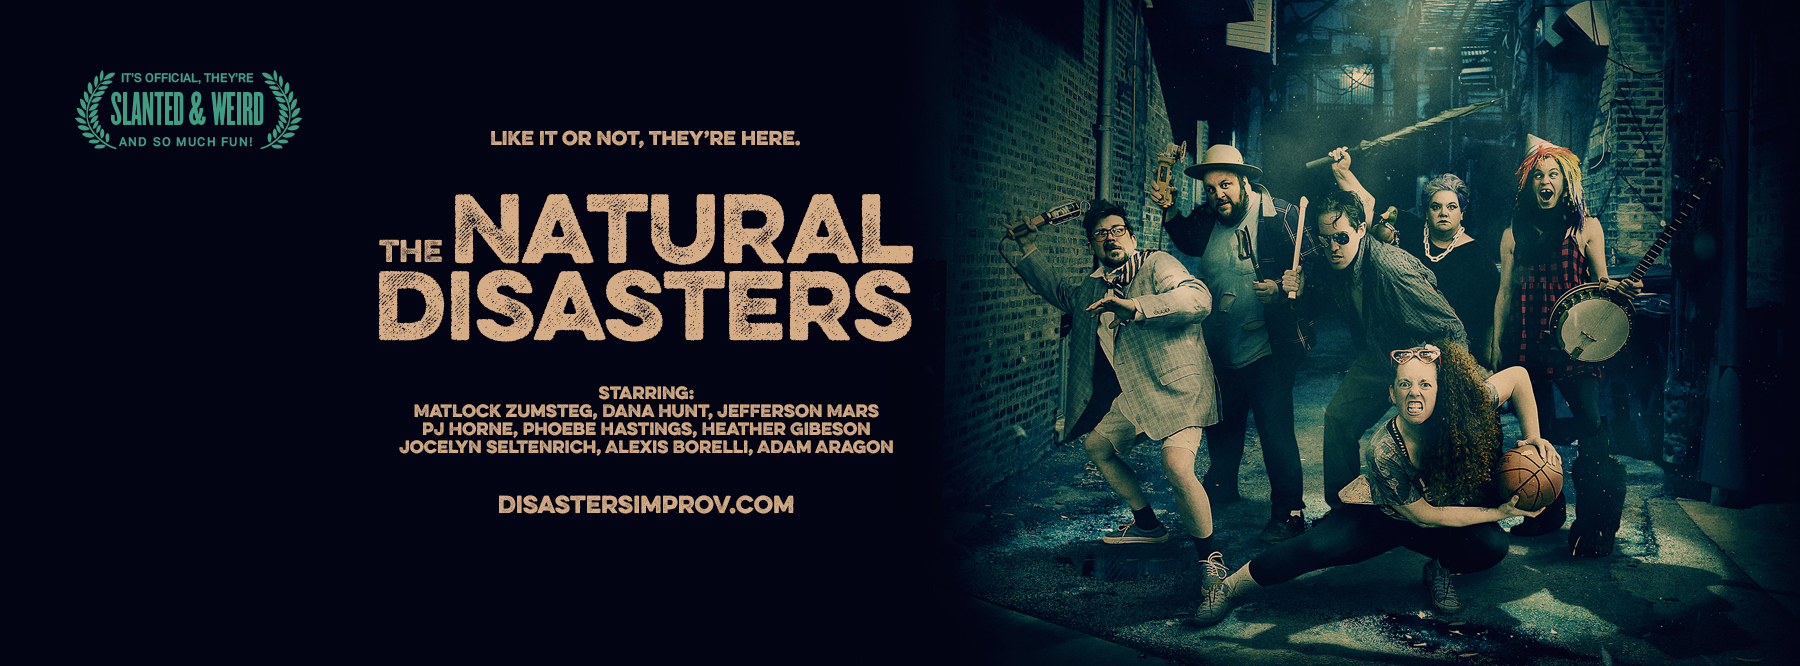 IT'S OFFICIAL, THEY'RE
SLANTED & WEIRD
AND SO MUCH FUN!
LIKE IT OR NOT, THEY'RE HERE.
THE NATURAL
DISASTERS
STARRING:
MATLOCK ZUMSTEG, DANA HUNT, JEFFERSON MARS
PJ HORNE, PHOEBE HASTINGS, HEATHER GIBESON
JOCELYN SELTENRICH, ALEXIS BORELLI, ADAM ARAGON
DISASTERSIMPROV.COM